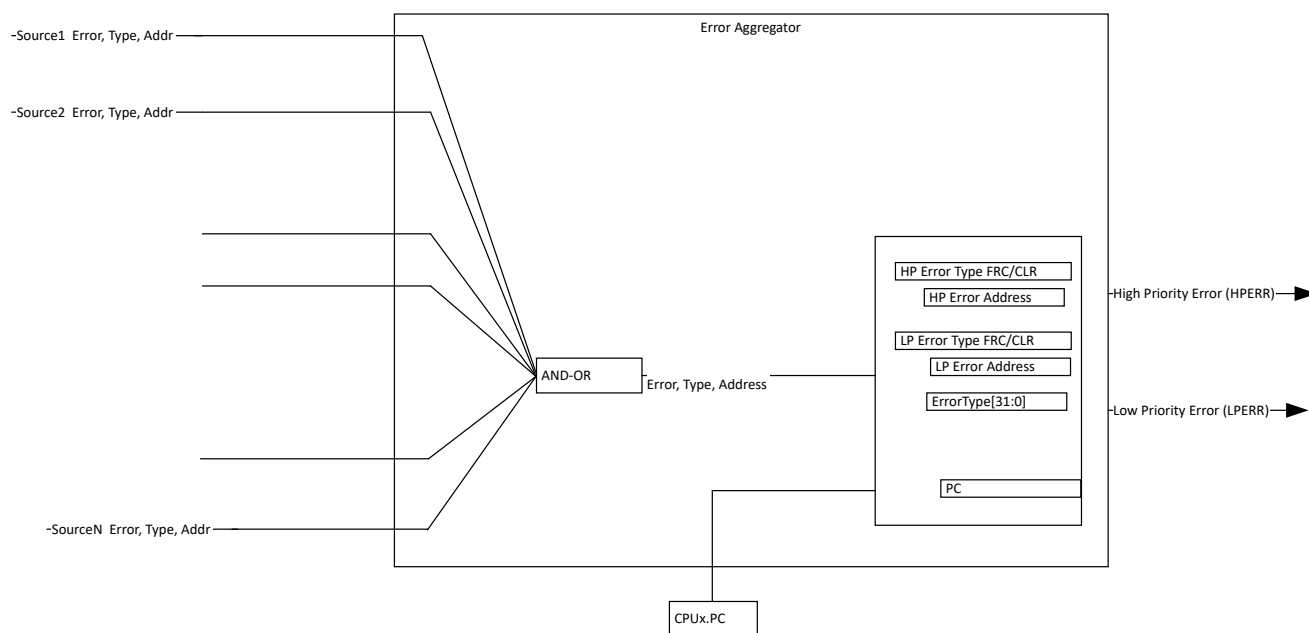 Error Aggregator
-Source1 Error, Type, Addr
-Source2 Error, Type, Addr
HP Error Type FRC/CLR
HP Error Address
High Priority Error (HPERR)
LP Error Type FRC/CLR
LP Error Address
AND-OR
Error, Type, Address
ErrorType[31:0]
Low Priority Error (LPERR)
PC
-SourceN Error, Type, Addr
CPUx.PC